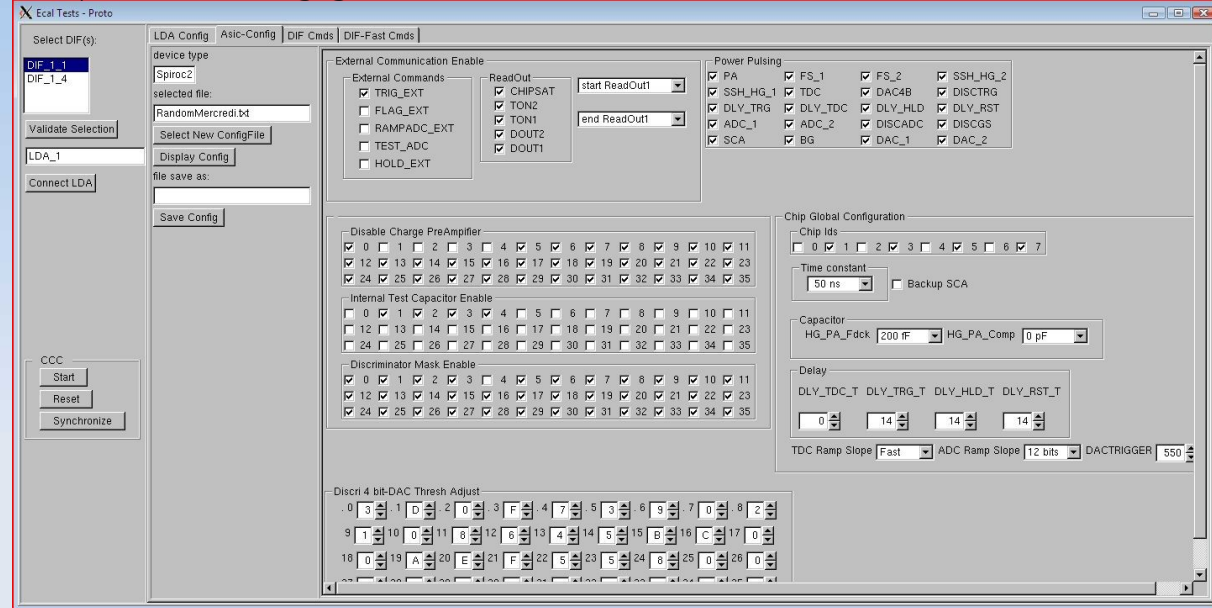 Ecal Tests - Proto
Select DIF(s):
DIF_1_1
DIF_1_4
Validate Selection
LDA_1
Connect LDA
CCC
Start
Reset
Synchronize
LDA Config Asic-Config DIF Cmds DIF-Fast Cmds
device type
Spiroc2
selected file:
RandomMercredi.txt
Select New ConfigFile
Display Config
file save as:
Save Config
External Communication Enable
External Commands
TRIG_EXT
FLAG_EXT
RAMPADC_EXT
TEST_ADC
HOLD_EXT
ReadOut
CHIPSAT
TON2
TON1
DOUT2
DOUT1
start ReadOut1
end ReadOut1
Power Pulsing
PA FS_1 FS_2 SSH_HG_2
SSH_HG_1 TDC DAC4B DISCTRG
DLY_TRG DLY_TDC DLY_HLD DLY_RST
ADC_1 ADC_2 DISCADC DISCGS
SCA BG DAC_1 DAC_2
Disable Charge PreAmpifier
0 1 2 3 4 5 6 7 8 9 10 11
12 13 14 15 16 17 18 19 20 21 22 23
24 25 26 27 28 29 30 31 32 33 34 35
Internal Test Capacitor Enable
0 1 2 3 4 5 6 7 8 9 10 11
12 13 14 15 16 17 18 19 20 21 22 23
24 25 26 27 28 29 30 31 32 33 34 35
Discriminator Mask Enable
0 1 2 3 4 5 6 7 8 9 10 11
12 13 14 15 16 17 18 19 20 21 22 23
24 25 26 27 28 29 30 31 32 33 34 35
Chip Global Configuration
Chip Ids
0 1 2 3 4 5 6 7
Time constant
50 ns Backup SCA
Capacitor
HG_PA_Fdck 200 fF HG_PA_Comp 0 pF
Delay
DLY_TDC_T DLY_TRG_T DLY_HLD_T DLY_RST_T
0 14 14 14
TDC Ramp Slope Fast ADC Ramp Slope 12 bits DACTRIGGER 550
Discri 4 bit-DAC Thresh Adjust
. 0 3 . 1 D . 2 0 . 3 F . 4 7 . 5 3 . 6 9 . 7 0 . 8 2
9 1 10 0 11 8 12 6 13 4 14 5 15 B 16 C 17 0
18 0 19 A 20 E 21 F 22 5 23 5 24 8 25 0 26 0